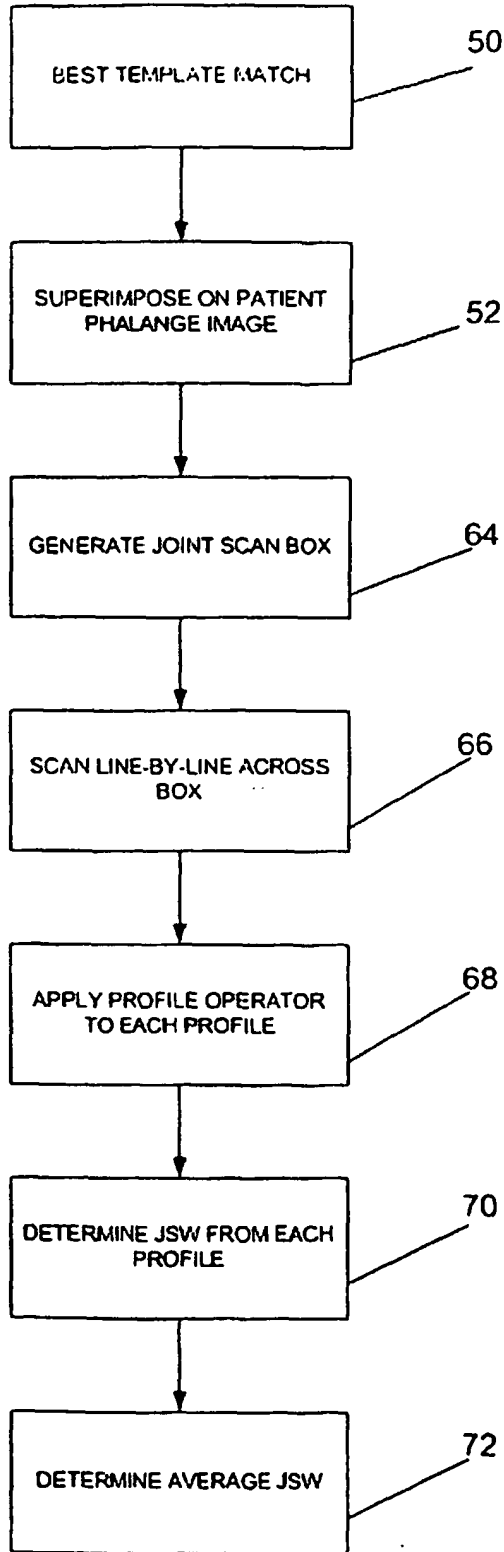 BEST TEMPLATE MATCH
50
SUPERIMPOSE ON PATIENT
PHALANGE IMAGE
52
GENERATE JOINT SCAN BOX
64
SCAN LINE-BY-LINE ACROSS
BOX
66
APPLY PROFILE OPERATOR
TO EACH PROFILE
68
DETERMINE JSW FROM EACH
PROFILE
70
DETERMINE AVERAGE JSW
72